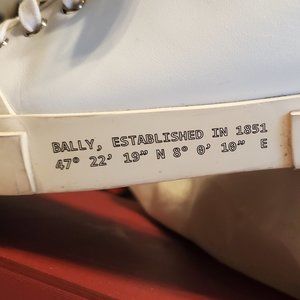 BALLY, ESTABLISHED IN 1851
47° 22' 19" N 8° 0' 10" E